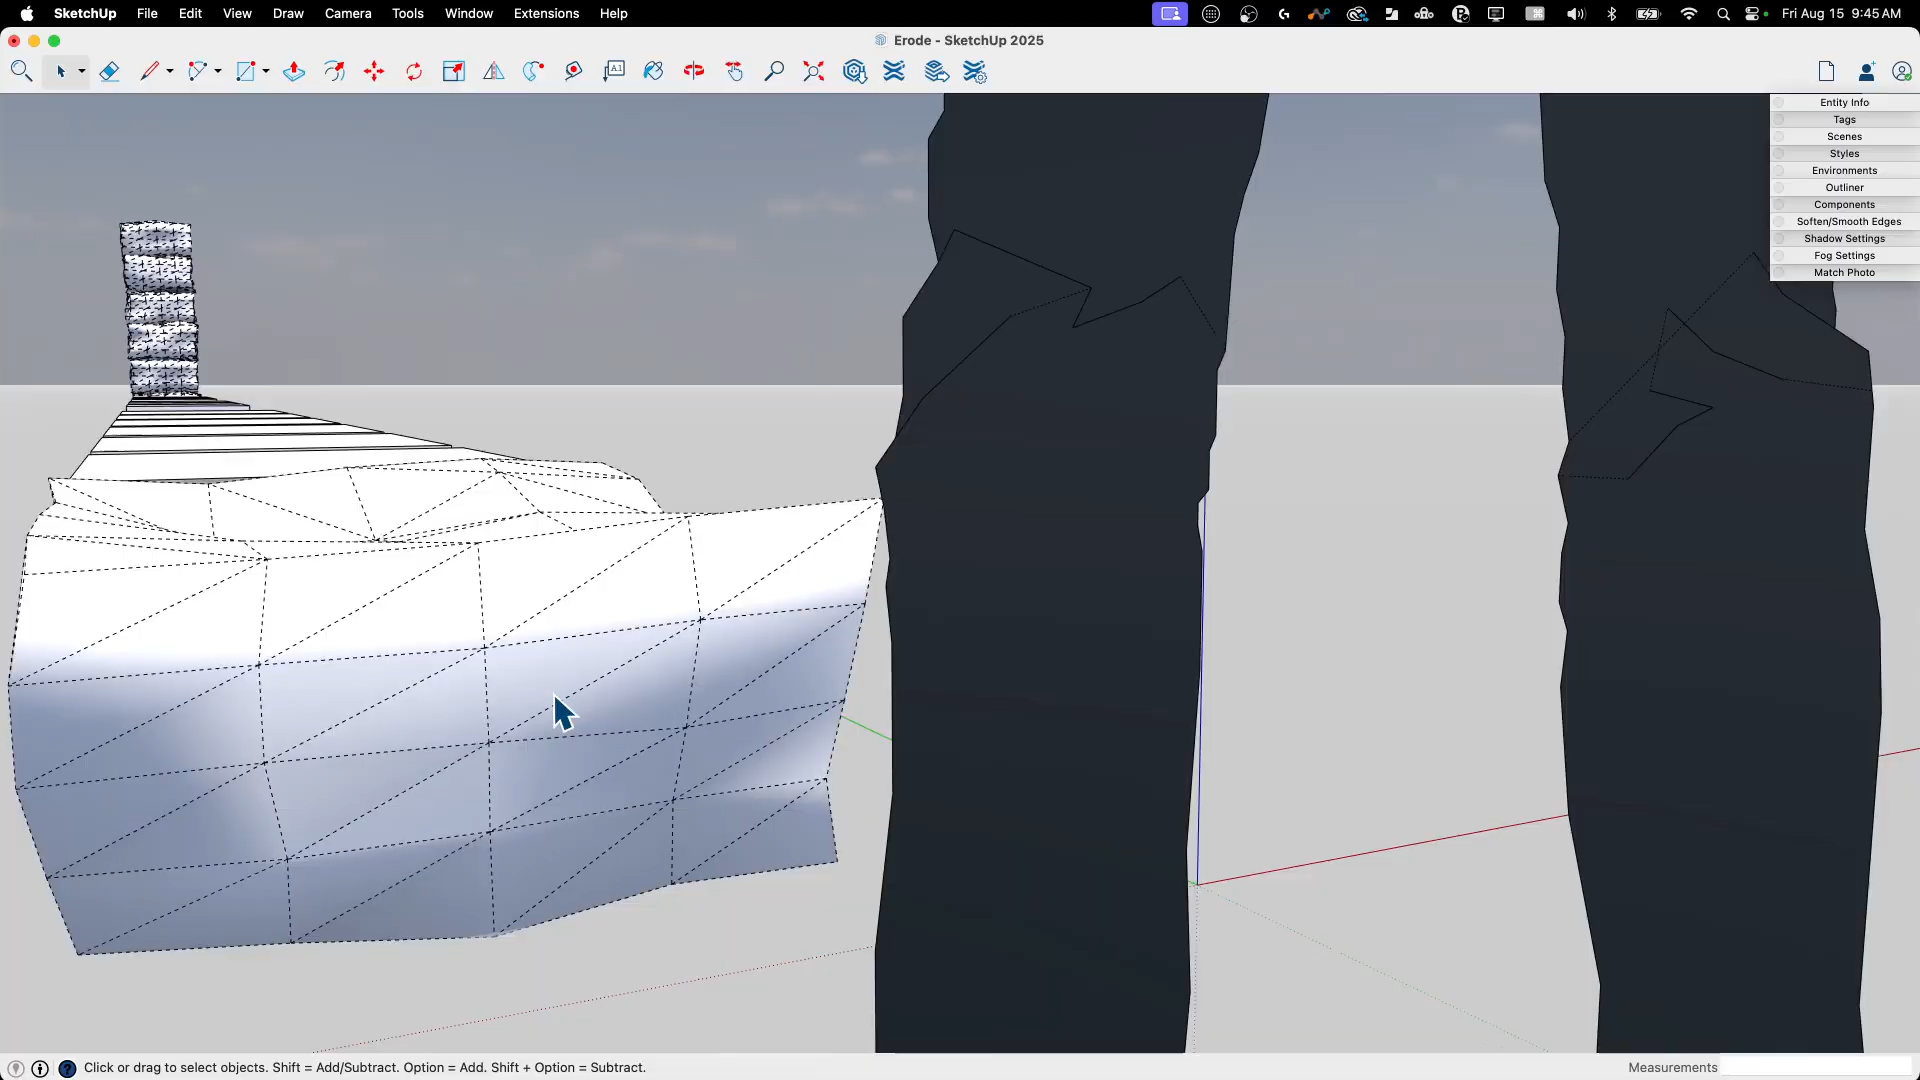 SketchUp File Edit View Draw Camera Tools Window Extensions Help Fri Aug 15 9:45 AM
Erode - SketchUp 2025
A1
Entity Info
Tags
Scenes
Styles
Environments
Outliner
Components
Soften/Smooth Edges
Shadow Settings
Fog Settings
Match Photo
Click or drag to select objects. Shift = Add/Subtract. Option = Add. Shift + Option = Subtract. Measurements